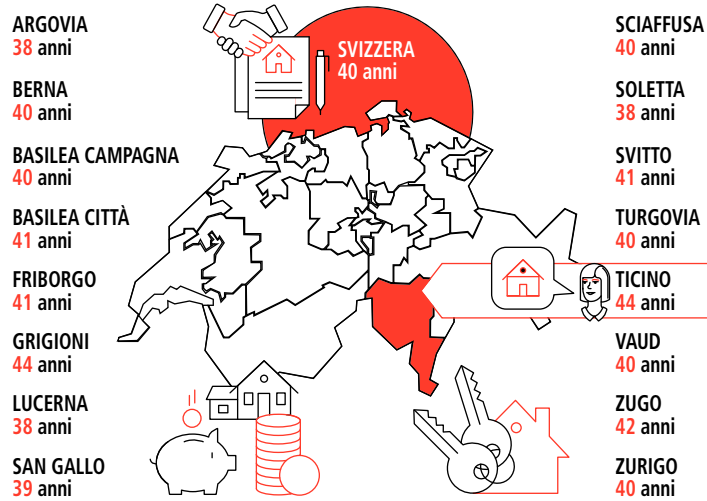 ARGOVIA
38 anni
BERNA
40 anni
BASILEA CAMPAGNA
40 anni
BASILEA CITTÀ
41 anni
FRIBORGO
41 anni
GRIGIONI
44 anni
LUCERNA
38 anni
SAN GALLO
39 anni
SVIZZERA
40 anni
SCIAFFUSA
40 anni
SOLETTA
38 anni
SVITTO
41 anni
TURGOVIA
40 anni
TICINO
44 anni
VAUD
40 anni
ZUGO
42 anni
ZURIGO
40 anni